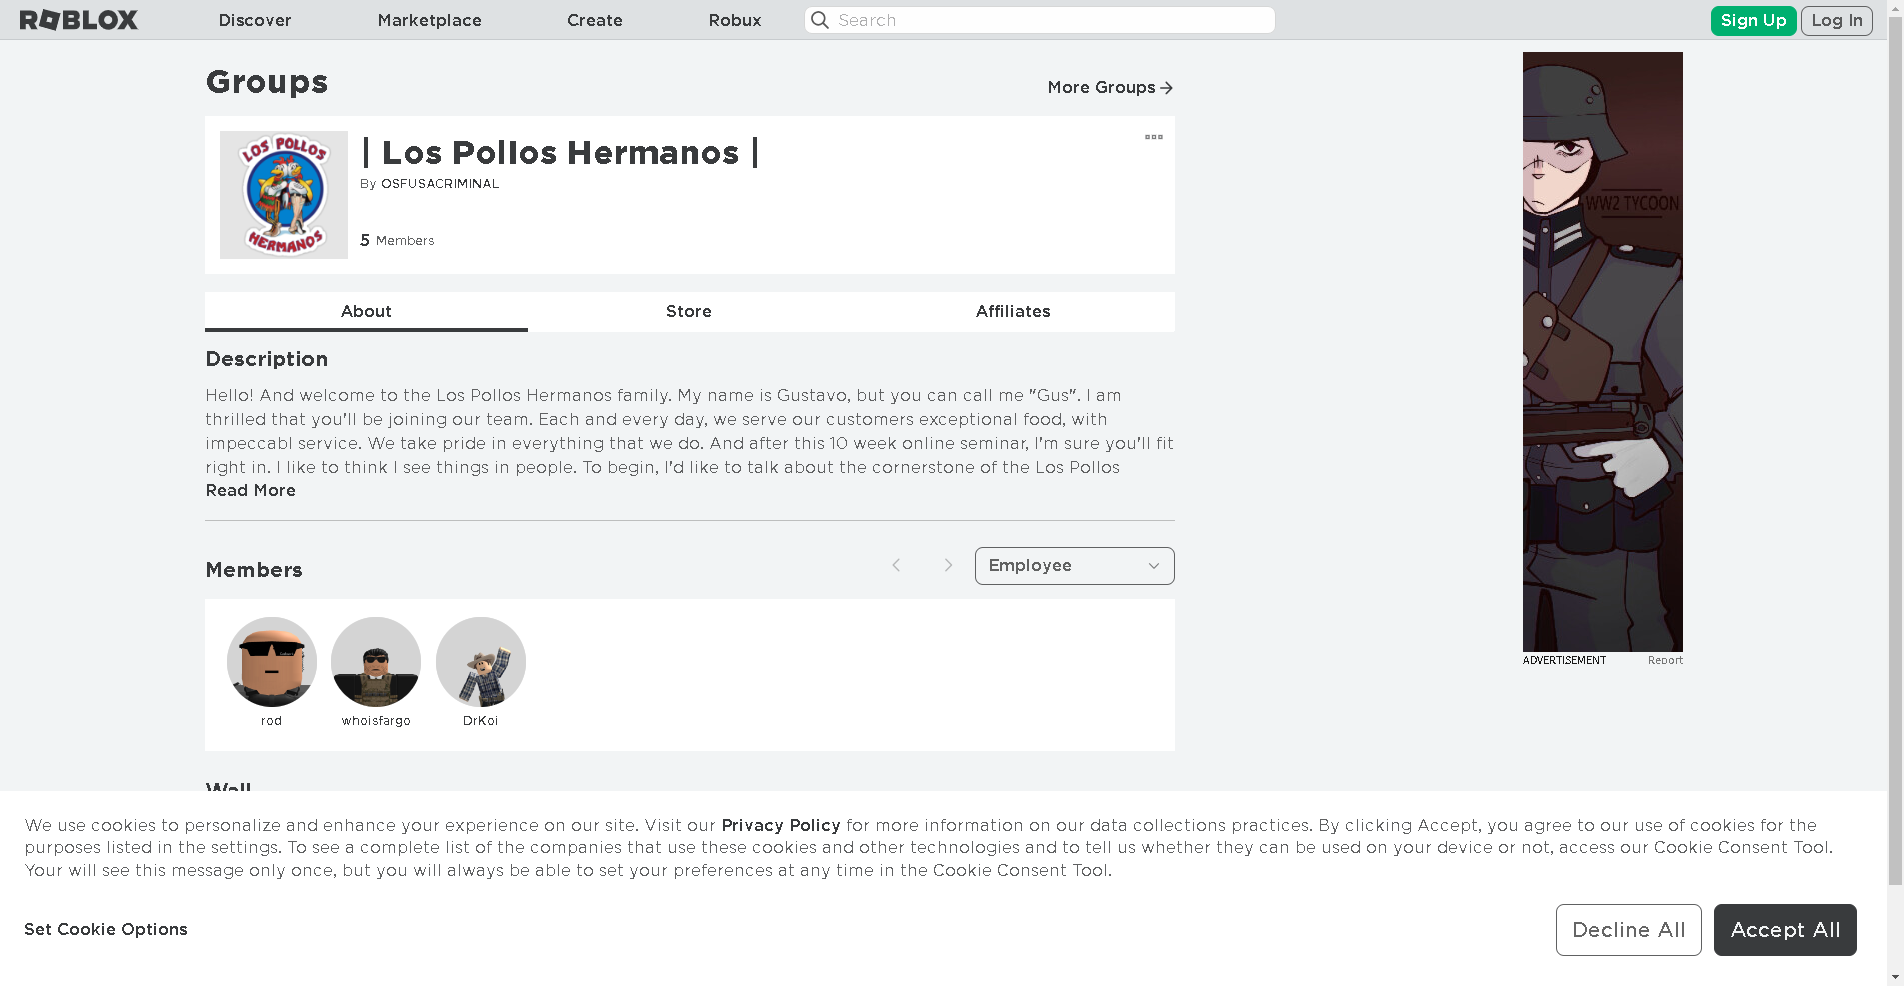 ROBLOX
Discover
Marketplace
Create
Robux
Search
Sign Up
Log In
Groups
More Groups
LOS POLLOS
HERMANOS
| Los Pollos Hermanos |
By OSFUSACRIMINAL
5 Members
About
Store
Affiliates
Description
Hello! And welcome to the Los Pollos Hermanos family. My name is Gustavo, but you can call me "Gus". I am
thrilled that you'll be joining our team. Each and every day, we serve our customers exceptional food, with
impeccabl service. We take pride in everything that we do. And after this 10 week online seminar, I'm sure you'll fit
right in. I like to think I see things in people. To begin, I'd like to talk about the cornerstone of the Los Pollos
Read More
Members
Employee
rod
whoisfargo
DrKoi
WW2 TYCOON
ADVERTISEMENT
Report
Wall
We use cookies to personalize and enhance your experience on our site. Visit our Privacy Policy for more information on our data collections practices. By clicking Accept, you agree to our use of cookies for the
purposes listed in the settings. To see a complete list of the companies that use these cookies and other technologies and to tell us whether they can be used on your device or not, access our Cookie Consent Tool.
Your will see this message only once, but you will always be able to set your preferences at any time in the Cookie Consent Tool.
Set Cookie Options
Decline All
Accept All